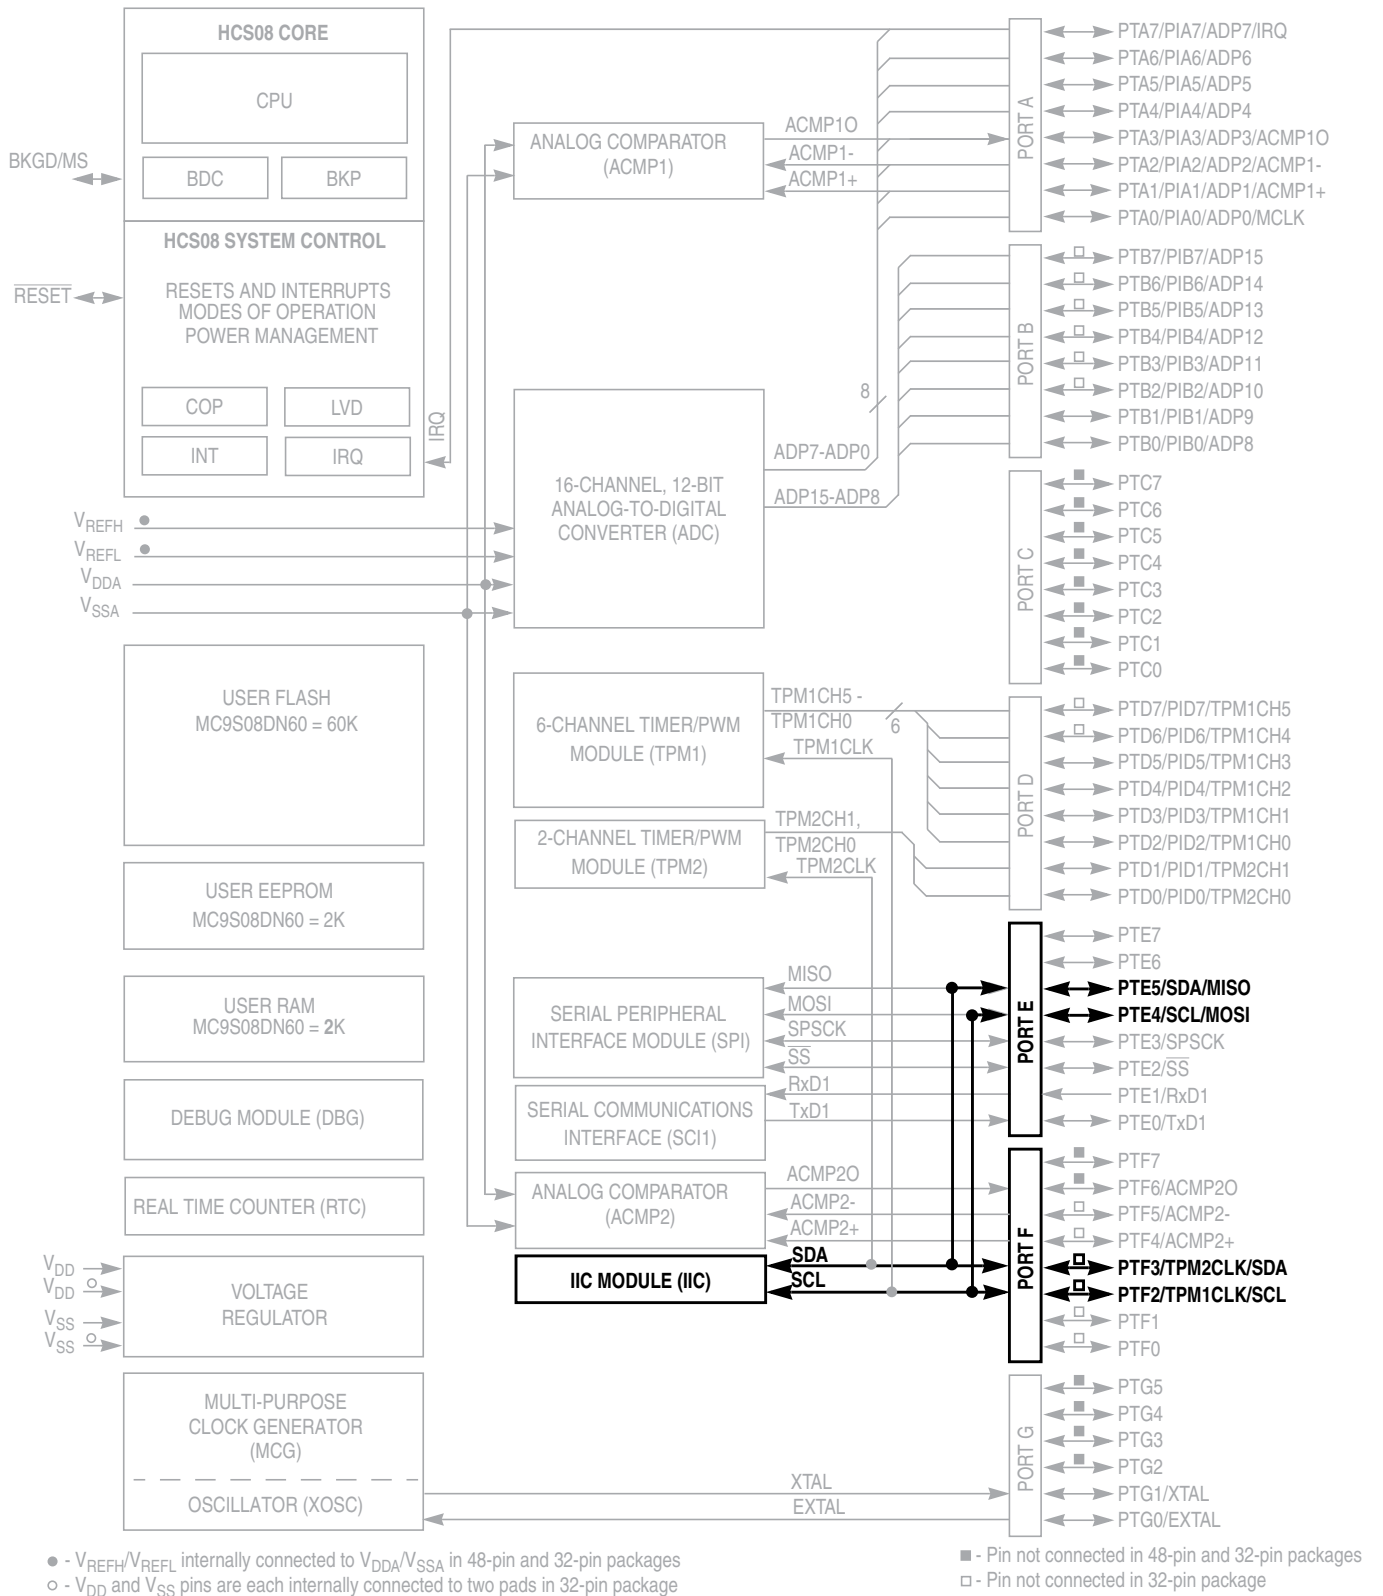 HCS08 CORE
CPU
BDC
BKP
BKGD/MS
HCS08 SYSTEM CONTROL
RESETS AND INTERRUPTS
MODES OF OPERATION
POWER MANAGEMENT
RESET
COP
LVD
INT
IRQ
IRQ
VREFH
VREFL
VDDA
VSSA
USER FLASH
MC9S08DN60 = 60K
USER EEPROM
MC9S08DN60 = 2K
USER RAM
MC9S08DN60 = 2K
DEBUG MODULE (DBG)
REAL TIME COUNTER (RTC)
VDD
VDD
VSS
VSS
VOLTAGE
REGULATOR
MULTI-PURPOSE
CLOCK GENERATOR
(MCG)
OSCILLATOR (XOSC)
ANALOG COMPARATOR
(ACMP1)
ACMP1O
ACMP1-
ACMP1+
16-CHANNEL, 12-BIT
ANALOG-TO-DIGITAL
CONVERTER (ADC)
8
ADP7-ADP0
ADP15-ADP8
6-CHANNEL TIMER/PWM
MODULE (TPM1)
TPM1CH5 -
TPM1CH0
6
TPM1CLK
2-CHANNEL TIMER/PWM
MODULE (TPM2)
TPM2CH1,
TPM2CH0
TPM2CLK
SERIAL PERIPHERAL
INTERFACE MODULE (SPI)
MISO
MOSI
SPSCK
SS
SERIAL COMMUNICATIONS
INTERFACE (SCI1)
RxD1
TxD1
ANALOG COMPARATOR
(ACMP2)
ACMP2O
ACMP2-
ACMP2+
IIC MODULE (IIC)
SDA
SCL
XTAL
EXTAL
PORT A
PTA7/PIA7/ADP7/IRQ
PTA6/PIA6/ADP6
PTA5/PIA5/ADP5
PTA4/PIA4/ADP4
PTA3/PIA3/ADP3/ACMP1O
PTA2/PIA2/ADP2/ACMP1-
PTA1/PIA1/ADP1/ACMP1+
PTA0/PIA0/ADP0/MCLK
PORT B
PTB7/PIB7/ADP15
PTB6/PIB6/ADP14
PTB5/PIB5/ADP13
PTB4/PIB4/ADP12
PTB3/PIB3/ADP11
PTB2/PIB2/ADP10
PTB1/PIB1/ADP9
PTB0/PIB0/ADP8
PORT C
PTC7
PTC6
PTC5
PTC4
PTC3
PTC2
PTC1
PTC0
PORT D
PTD7/PID7/TPM1CH5
PTD6/PID6/TPM1CH4
PTD5/PID5/TPM1CH3
PTD4/PID4/TPM1CH2
PTD3/PID3/TPM1CH1
PTD2/PID2/TPM1CH0
PTD1/PID1/TPM2CH1
PTD0/PID0/TPM2CH0
PORT E
PTE7
PTE6
PTE5/SDA/MISO
PTE4/SCL/MOSI
PTE3/SPSCK
PTE2/SS
PTE1/RxD1
PTE0/TxD1
PORT F
PTF7
PTF6/ACMP2O
PTF5/ACMP2-
PTF4/ACMP2+
PTF3/TPM2CLK/SDA
PTF2/TPM1CLK/SCL
PTF1
PTF0
PORT G
PTG5
PTG4
PTG3
PTG2
PTG1/XTAL
PTG0/EXTAL
● - VREFH/VREFL internally connected to VDDA/VSSA in 48-pin and 32-pin packages
○ - VDD and VSS pins are each internally connected to two pads in 32-pin package
■ - Pin not connected in 48-pin and 32-pin packages
□ - Pin not connected in 32-pin package